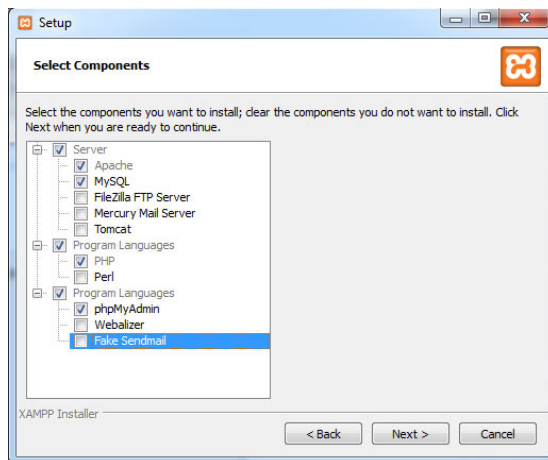 Setup
Select Components
Select the components you want to install; clear the components you do not want to install. Click
Next when you are ready to continue.
Server
Apache
MySQL
FileZilla FTP Server
Mercury Mail Server
Tomcat
Program Languages
PHP
Perl
Program Languages
phpMyAdmin
Webalizer
Fake Sendmail
XAMPP Installer
< Back
Next >
Cancel